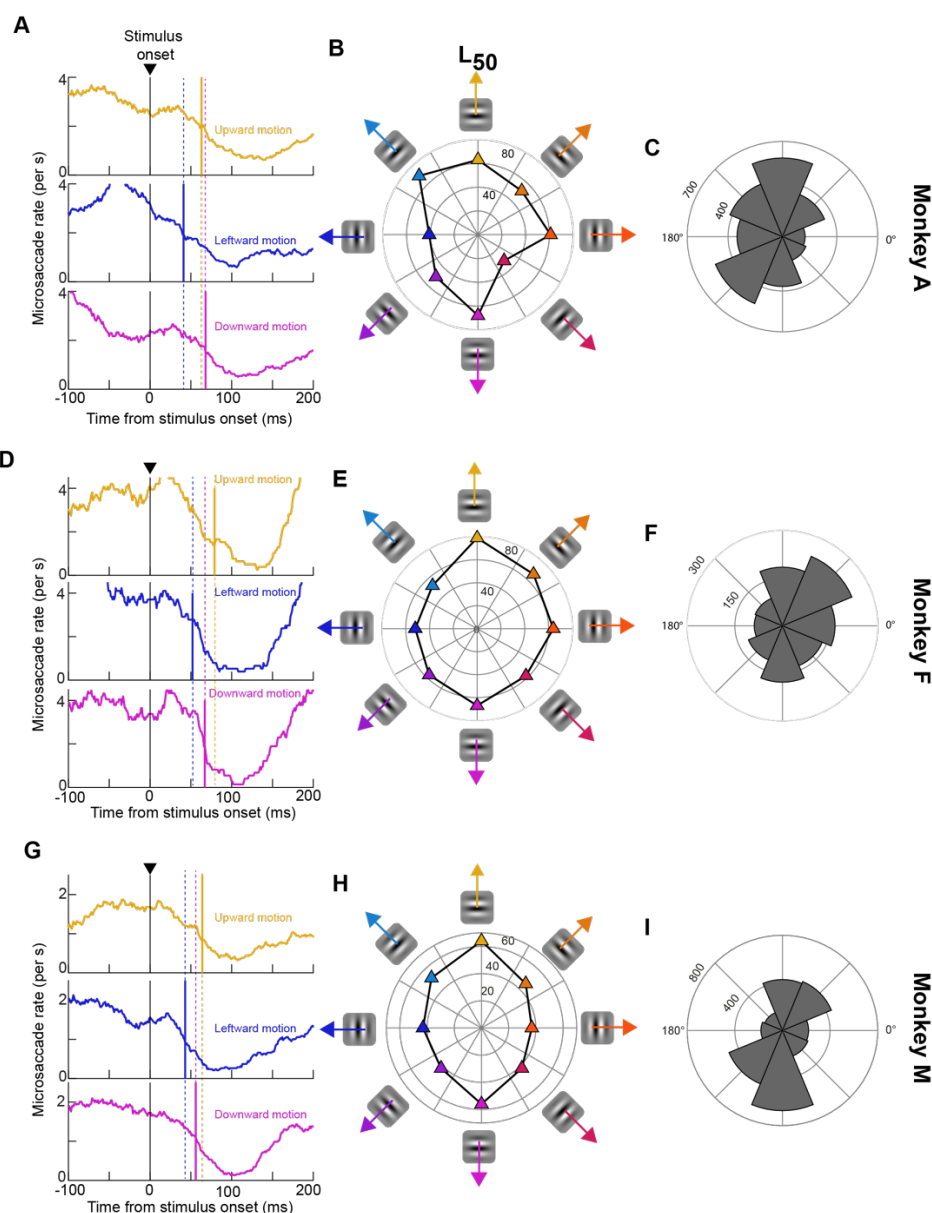 A
Stimulus
onset
4
Upward motion
0
4
Leftward motion
0
4
Downward motion
0
-100
0
100
200
Microsaccade rate (per s)
Time from stimulus onset (ms)
B
L50
80
40
C
700
400
180°
0°
Monkey A
D
4
Upward motion
0
4
Leftward motion
0
4
Downward motion
0
-100
0
100
200
Microsaccade rate (per s)
Time from stimulus onset (ms)
E
80
40
0
F
300
150
180°
0°
Monkey F
G
2
Upward motion
0
2
Leftward motion
0
2
Downward motion
0
-100
0
100
200
Microsaccade rate (per s)
Time from stimulus onset (ms)
H
60
40
20
I
800
400
180°
0°
Monkey M